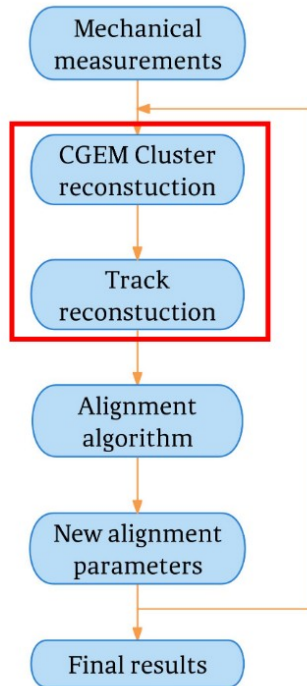 Mechanical
measurements
CGEM Cluster
reconstuction
Track
reconstuction
Alignment
algorithm
New alignment
parameters
Final results